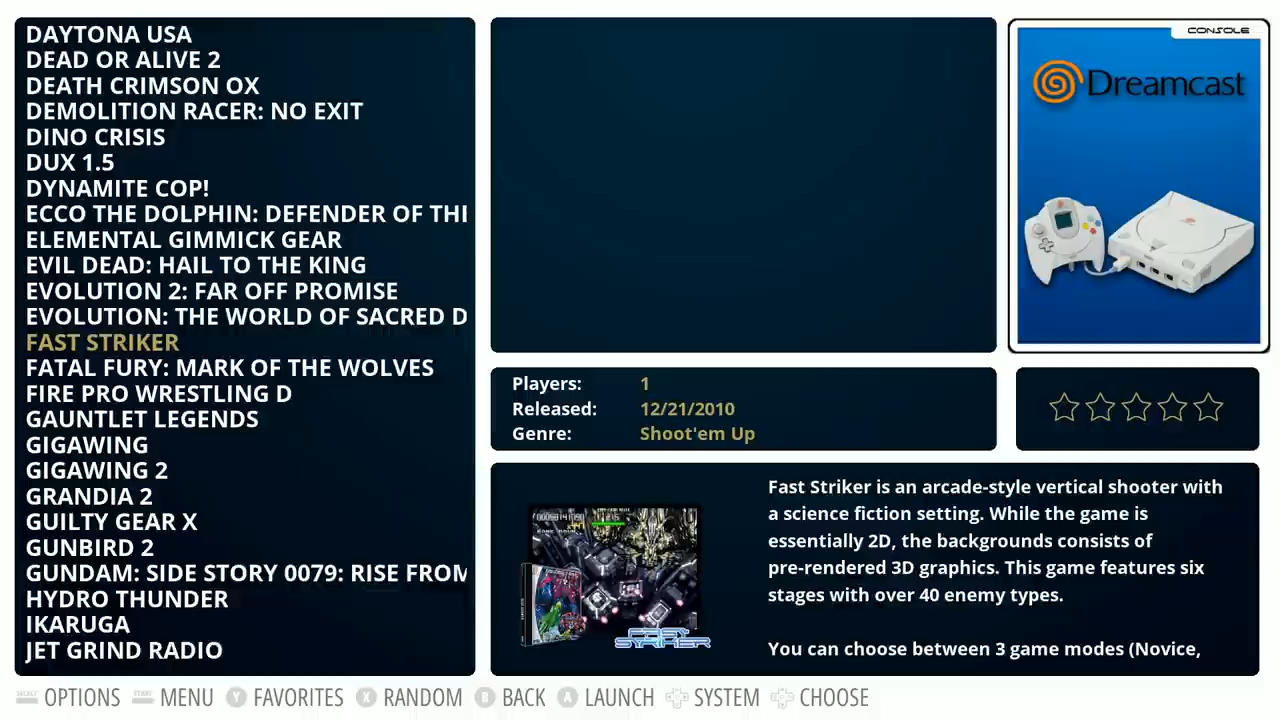 DAYTONA USA
DEAD OR ALIVE 2
DEATH CRIMSON OX
DEMOLITION RACER: NO EXIT
DINO CRISIS
DUX 1.5
DYNAMITE COP!
ECCO THE DOLPHIN: DEFENDER OF THE
ELEMENTAL GIMMICK GEAR
EVIL DEAD: HAIL TO THE KING
EVOLUTION 2: FAR OFF PROMISE
EVOLUTION: THE WORLD OF SACRED D
FAST STRIKER
FATAL FURY: MARK OF THE WOLVES
FIRE PRO WRESTLING D
GAUNTLET LEGENDS
GIGAWING
GIGAWING 2
GRANDIA 2
GUILTY GEAR X
GUNBIRD 2
GUNDAM: SIDE STORY 0079: RISE FROM
HYDRO THUNDER
IKARUGA
JET GRIND RADIO
CONSOLE
Dreamcast
Players: 1
Released: 12/21/2010
Genre: Shoot'em Up
Fast Striker is an arcade-style vertical shooter with
a science fiction setting. While the game is
essentially 2D, the backgrounds consists of
pre-rendered 3D graphics. This game features six
stages with over 40 enemy types.
You can choose between 3 game modes (Novice,
FAST
STRIKER
SELECT OPTIONS START MENU Y FAVORITES X RANDOM B BACK A LAUNCH SYSTEM CHOOSE